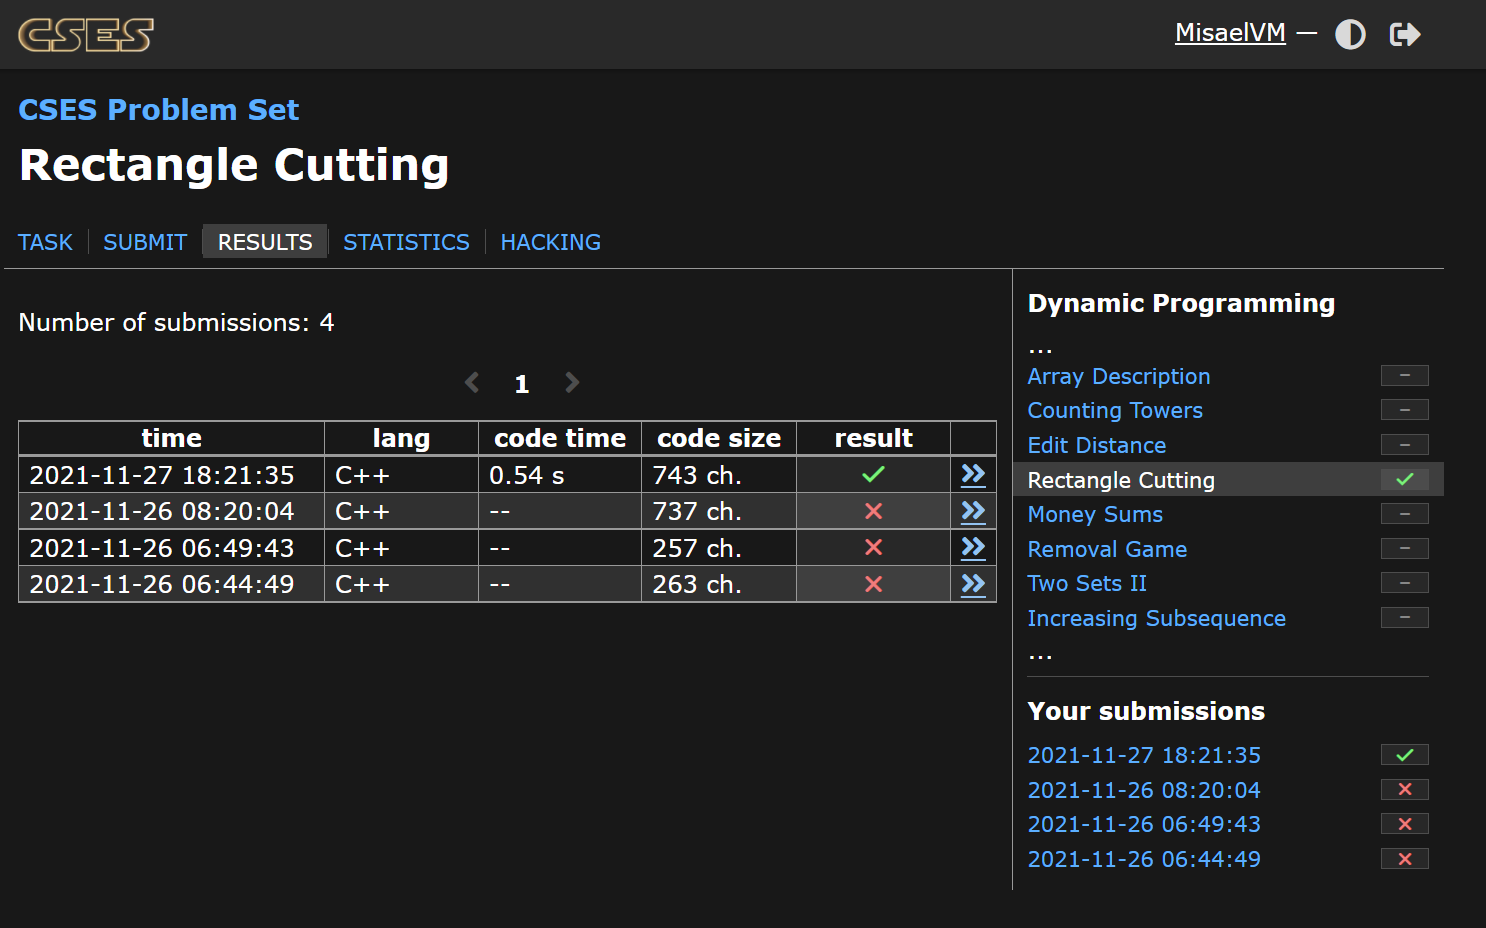 CSES
MisaelVM —
CSES Problem Set
Rectangle Cutting
TASK SUBMIT RESULTS STATISTICS HACKING
Number of submissions: 4
1
time lang code time code size result
2021-11-27 18:21:35 C++ 0.54 s 743 ch.
2021-11-26 08:20:04 C++ -- 737 ch.
2021-11-26 06:49:43 C++ -- 257 ch.
2021-11-26 06:44:49 C++ -- 263 ch.
Dynamic Programming
...
Array Description –
Counting Towers –
Edit Distance –
Rectangle Cutting
Money Sums –
Removal Game –
Two Sets II –
Increasing Subsequence –
...
Your submissions
2021-11-27 18:21:35
2021-11-26 08:20:04
2021-11-26 06:49:43
2021-11-26 06:44:49